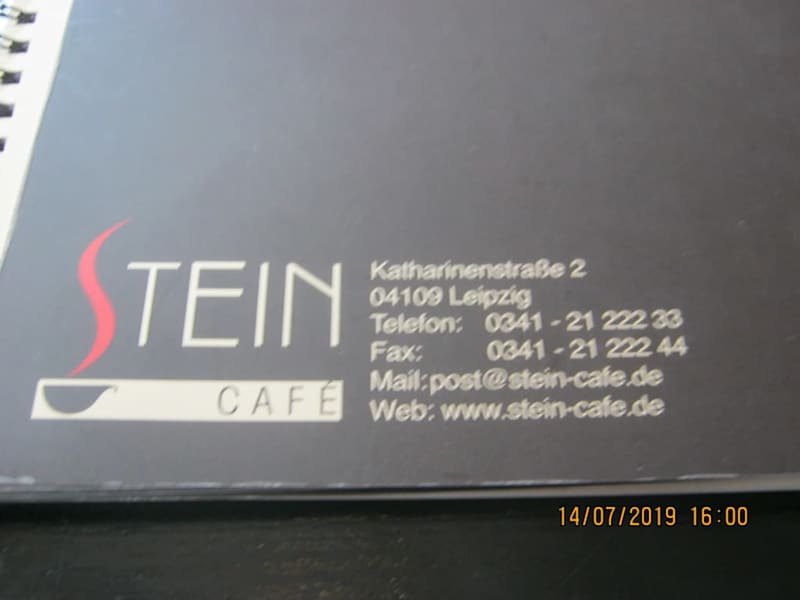 STEIN
CAFÉ
Katharinenstraße 2
04109 Leipzig
Telefon: 0341 - 21 222 33
Fax: 0341 - 21 222 44
Mail: post@stein-cafe.de
Web: www.stein-cafe.de
14/07/2019 16:00